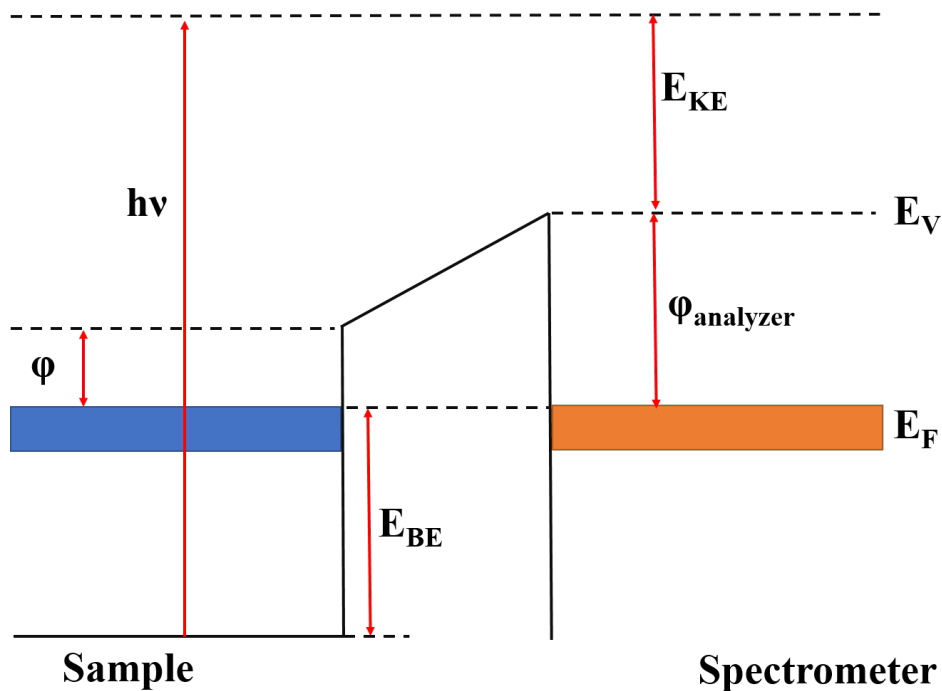 E_KE
hν
E_V
φ_analyzer
φ
E_F
E_BE
Sample
Spectrometer